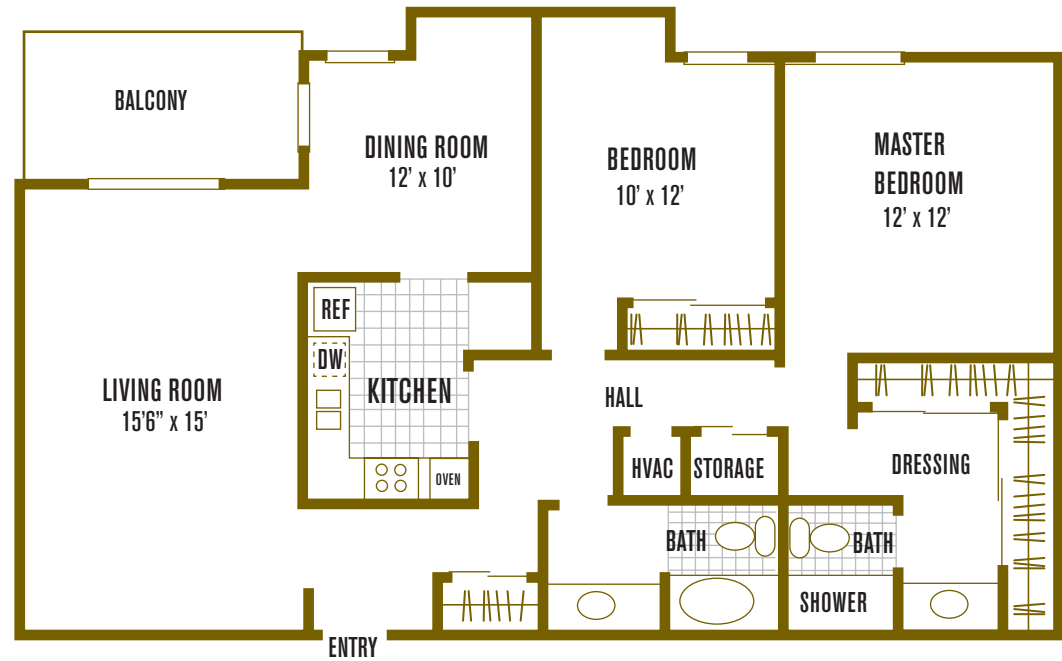 BALCONY
DINING ROOM
12’ x 10’
BEDROOM
10’ x 12’
MASTER
BEDROOM
12’ x 12’
REF
DW
KITCHEN
LIVING ROOM
15’6” x 15’
OVEN
HALL
HVAC
STORAGE
DRESSING
BATH
BATH
SHOWER
ENTRY